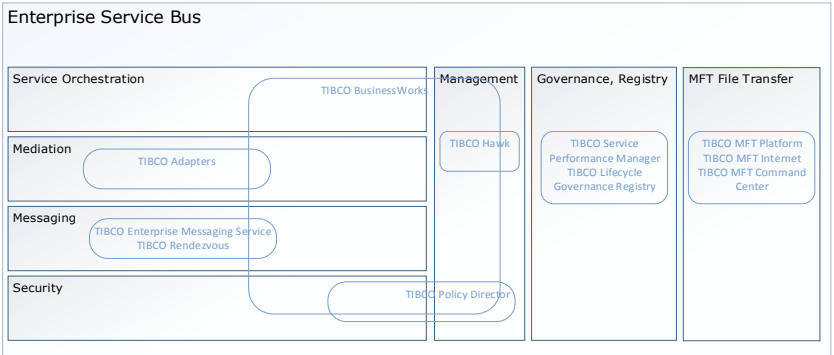 Enterprise Service Bus
Service Orchestration
TIBCO BusinessWorks
Management
Governance, Registry
MFT File Transfer
Mediation
TIBCO Adapters
TIBCO Hawk
TIBCO Service
Performance Manager
TIBCO Lifecycle
Governance Registry
TIBCO MFT Platform
TIBCO MFT Internet
TIBCO MFT Command
Center
Messaging
TIBCO Enterprise Messaging Service
TIBCO Rendezvous
Security
TIBCO Policy Director